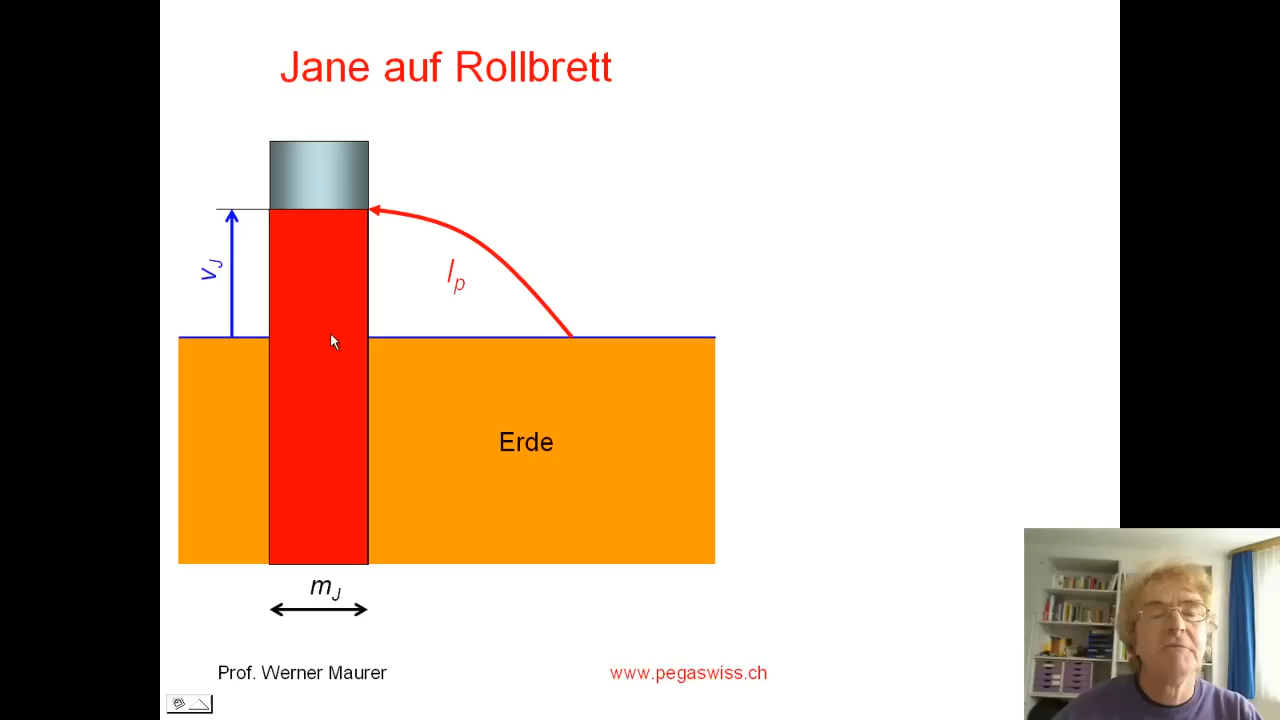 Jane auf Rollbrett
v_J
I_p
Erde
m_J
Prof. Werner Maurer
www.pegaswiss.ch